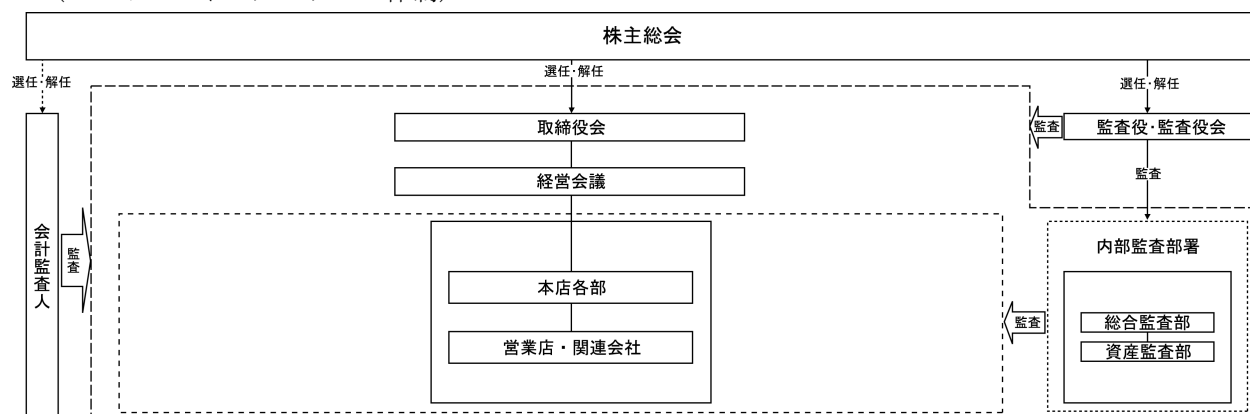 株主総会
選任・解任
選任・解任
選任・解任
取締役会
監査
監査役・監査役会
経営会議
監査
会計監査人
監査
内部監査部署
本店各部
監査
総合監査部
営業店・関連会社
資産監査部